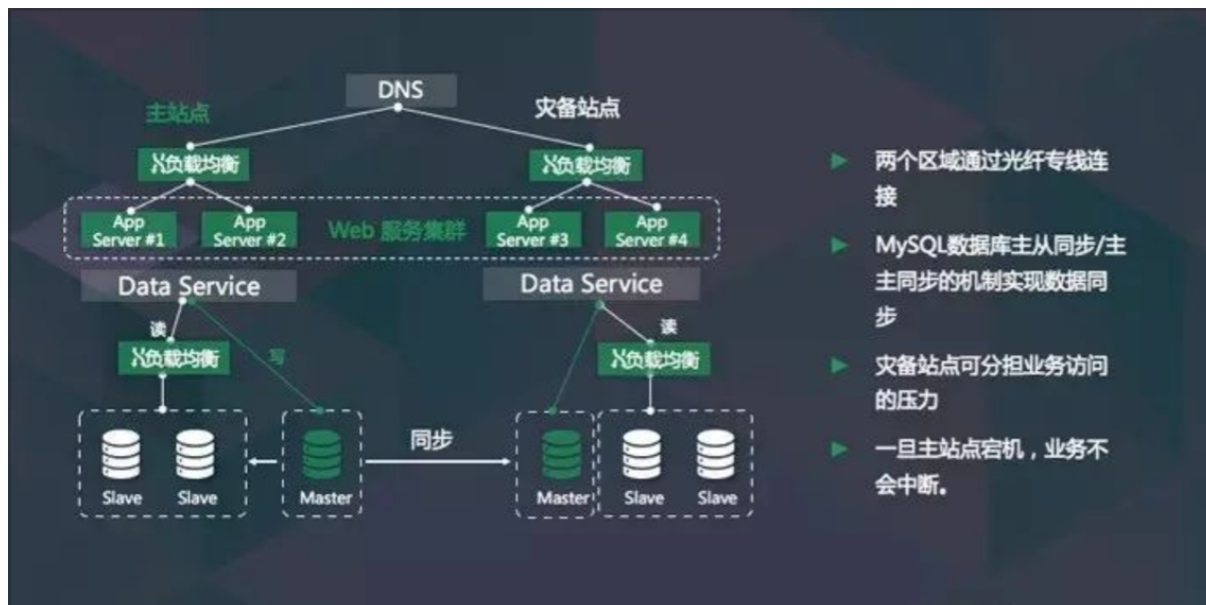 DNS
主站点
灾备站点
负载均衡
负载均衡
App
Server #1
App
Server #2
Web 服务集群
App
Server #3
App
Server #4
Data Service
Data Service
读
写
读
负载均衡
负载均衡
同步
Slave
Slave
Master
Master
Slave
Slave
两个区域通过光纤专线连
接
MySQL数据库主从同步/主
主同步的机制实现数据同
步
灾备站点可分担业务访问
的压力
一旦主站点宕机，业务不
会中断。